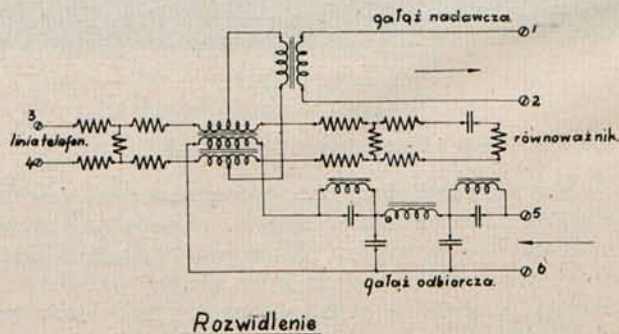 gałąź nadawcza
1
2
3
linia telefon.
4
równoważnik.
5
6
gałąź odbiorcza.
Rozwidlenie